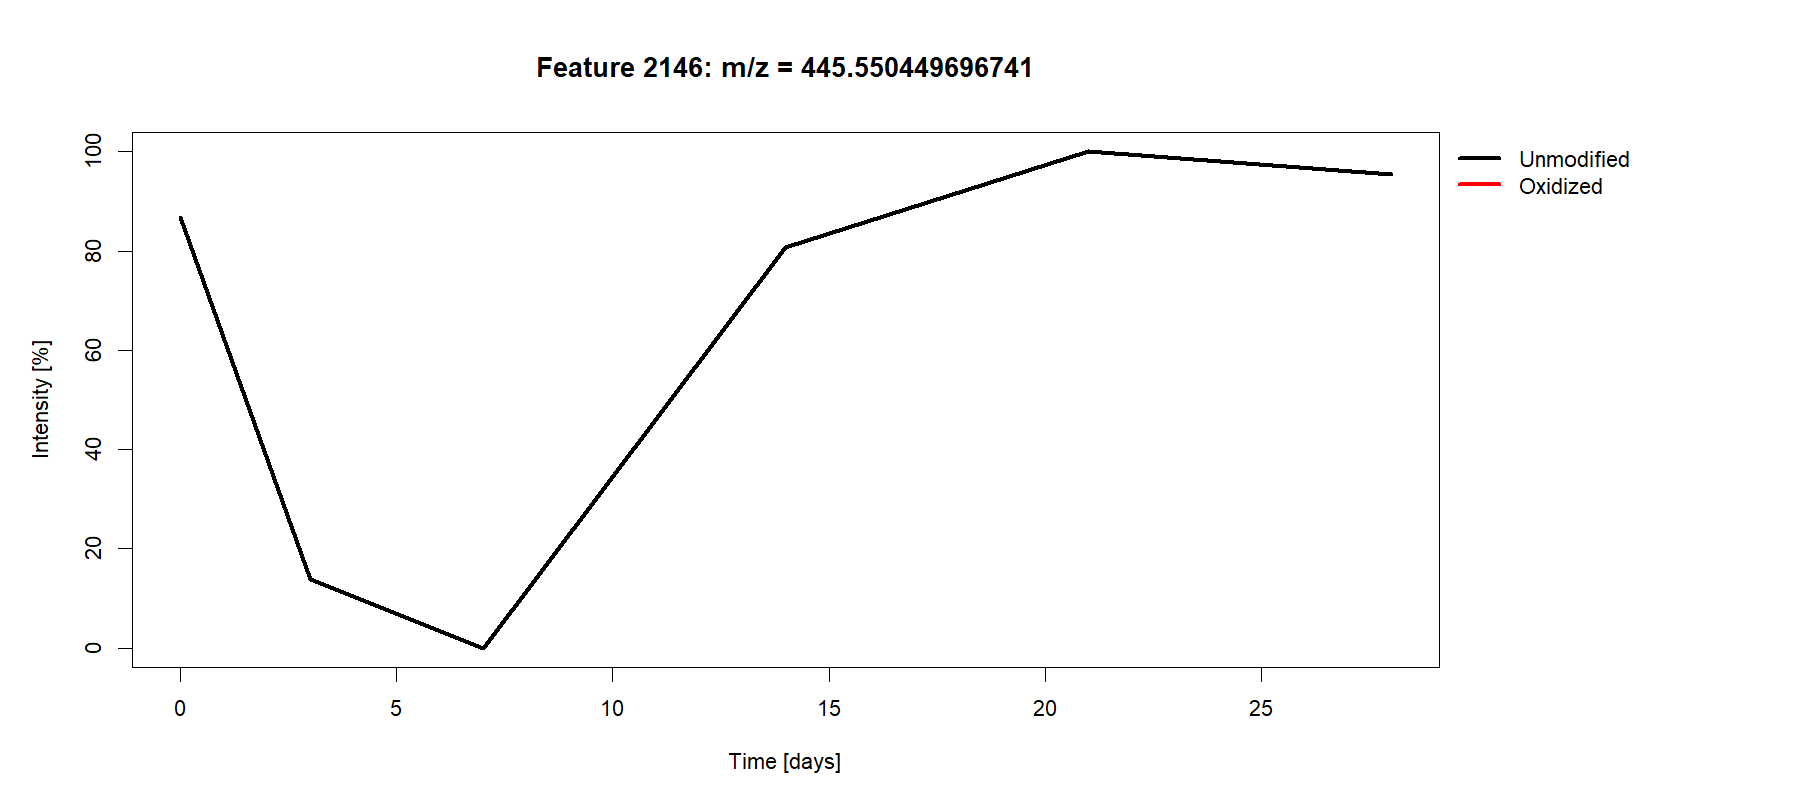 Feature 2146: m/z = 445.550449696741
Unmodified
Oxidized
Intensity [%]
100
80
60
40
20
0
0 5 10 15 20 25
Time [days]